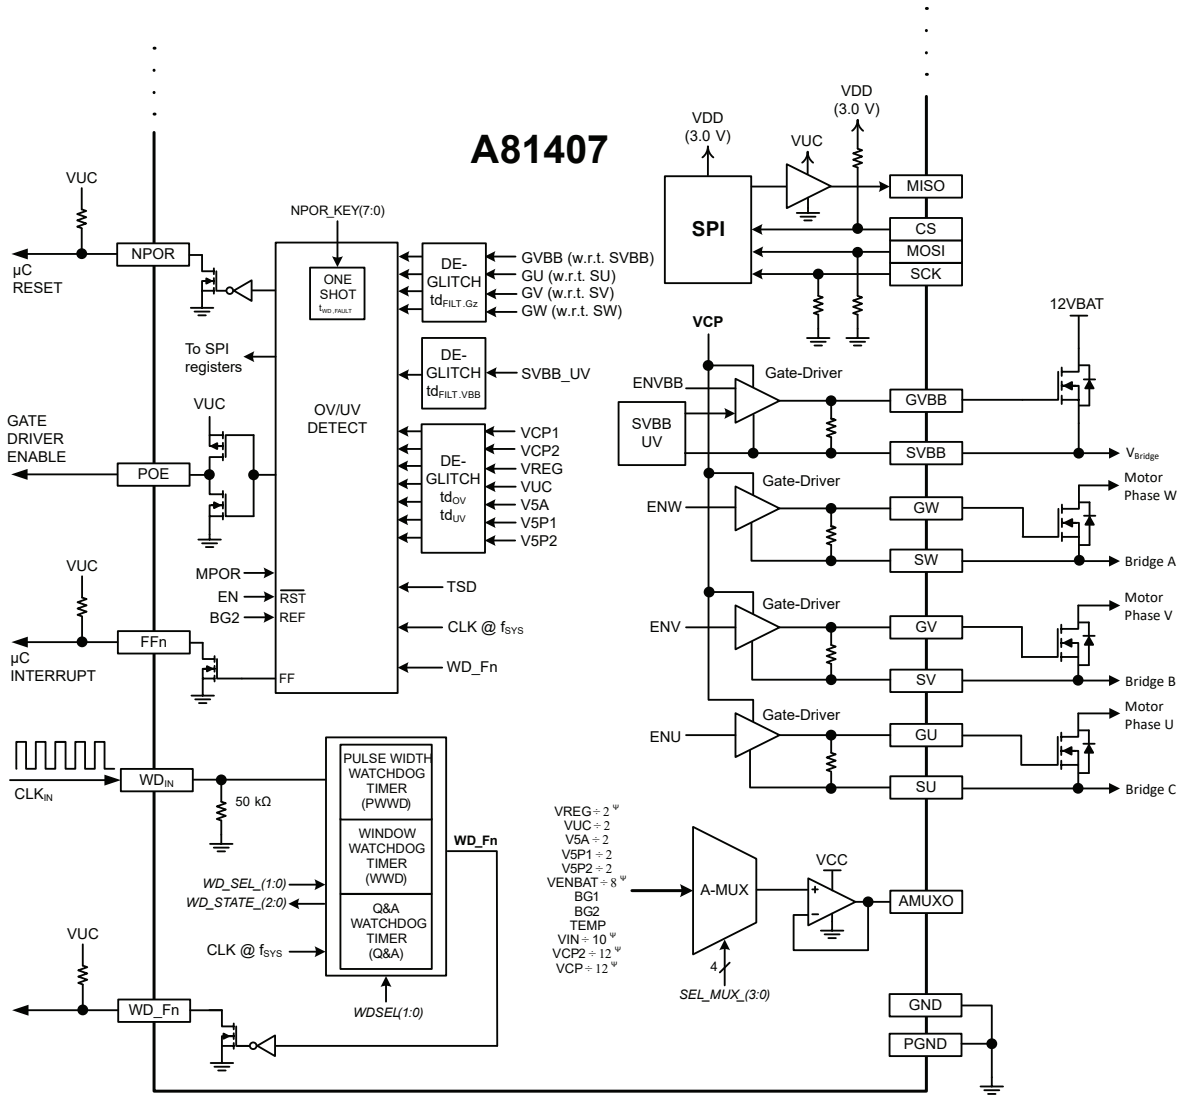 A81407
VUC
NPOR
µC
RESET
NPOR_KEY(7:0)
ONE
SHOT
tWD,FAULT
To SPI
registers
VUC
GATE
DRIVER
ENABLE
POE
OV/UV
DETECT
MPOR
EN
RST
BG2
REF
VUC
FFn
µC
INTERRUPT
FF
DE-
GLITCH
tdFILT.Gz
GVBB (w.r.t. SVBB)
GU (w.r.t. SU)
GV (w.r.t. SV)
GW (w.r.t. SW)
DE-
GLITCH
tdFILT.VBB
SVBB_UV
DE-
GLITCH
tdOV
tdUV
VCP1
VCP2
VREG
VUC
V5A
V5P1
V5P2
TSD
CLK @ fSYS
WD_Fn
VDD
(3.0 V)
VDD
(3.0 V)
VUC
SPI
MISO
CS
MOSI
SCK
12VBAT
VCP
ENVBB
Gate-Driver
GVBB
SVBB
UV
SVBB
VBridge
ENW
Gate-Driver
GW
SW
Motor
Phase W
Bridge A
ENV
Gate-Driver
GV
SV
Motor
Phase V
Bridge B
ENU
Gate-Driver
GU
SU
Motor
Phase U
Bridge C
CLKIN
WDIN
50 kΩ
PULSE WIDTH
WATCHDOG
TIMER
(PWWD)
WINDOW
WATCHDOG
TIMER
(WWD)
Q&A
WATCHDOG
TIMER
(Q&A)
WD_Fn
WD_SEL_(1:0)
WD_STATE_(2:0)
CLK @ fSYS
WDSEL(1:0)
VUC
WD_Fn
VREG ÷ 2 Ψ
VUC ÷ 2
V5A ÷ 2
V5P1 ÷ 2
V5P2 ÷ 2
VENBAT ÷ 8 Ψ
BG1
BG2
TEMP
VIN ÷ 10 Ψ
VCP2 ÷ 12 Ψ
VCP ÷ 12 Ψ
A-MUX
4
SEL_MUX_(3:0)
VCC
+
−
AMUXO
GND
PGND